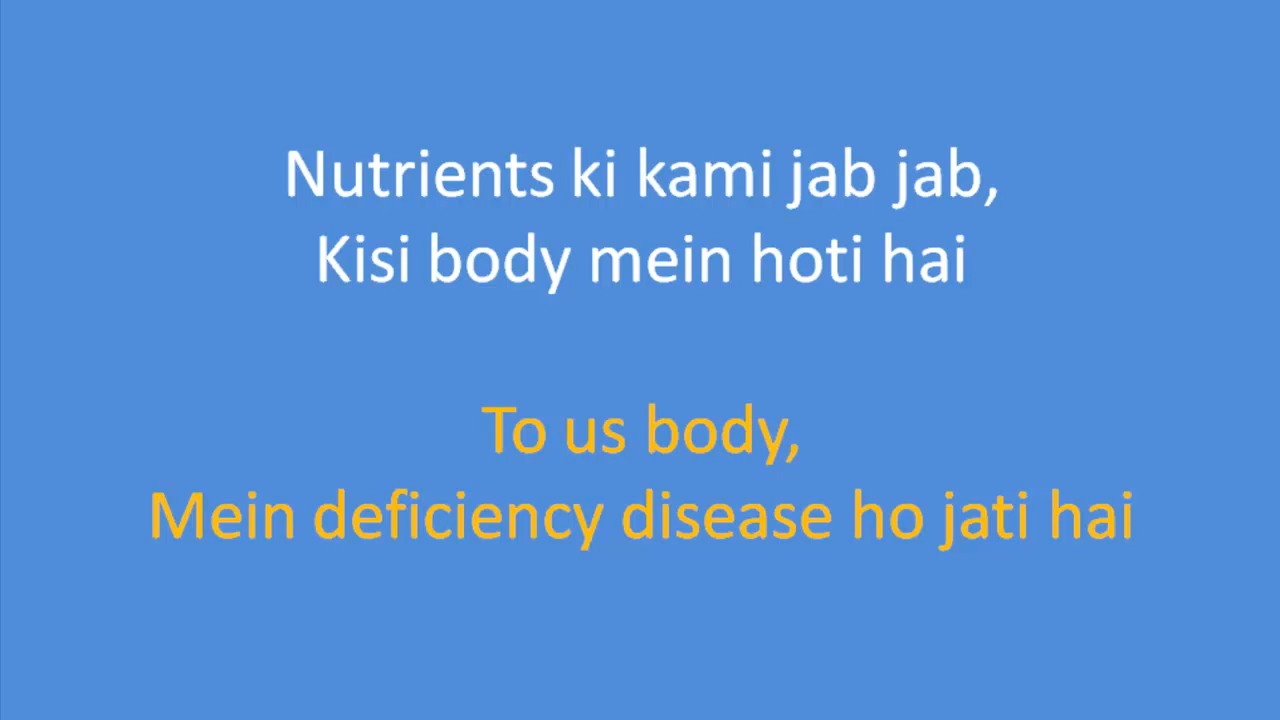 Nutrients ki kami jab jab,
Kisi body mein hoti hai
To us body,
Mein deficiency disease ho jati hai